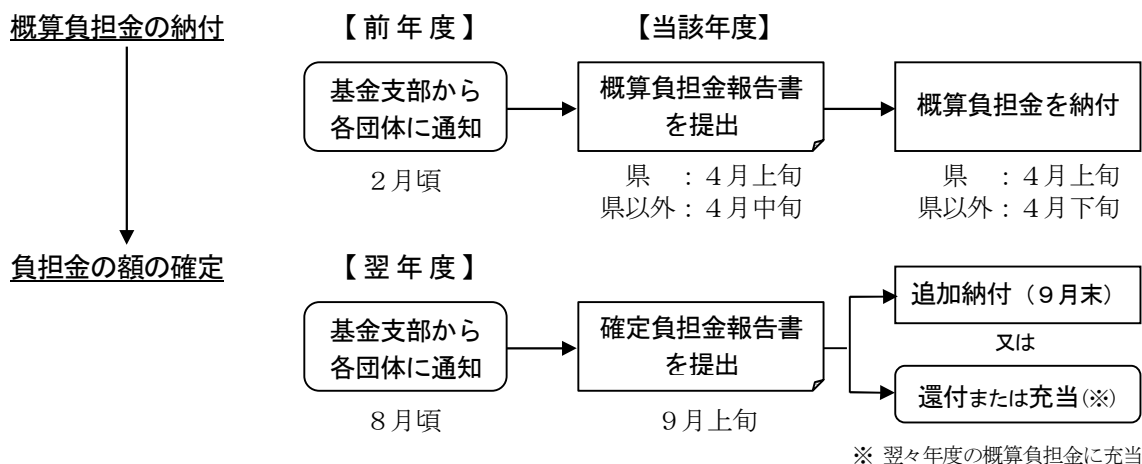 概算負担金の納付
【前年度】
【当該年度】
基金支部から
各団体に通知
概算負担金報告書
を提出
概算負担金を納付
２月頃
県　：４月上旬
県以外：４月中旬
県　：４月上旬
県以外：４月下旬
負担金の額の確定
【翌年度】
基金支部から
各団体に通知
確定負担金報告書
を提出
追加納付（９月末）
又は
還付または充当(※)
８月頃
９月上旬
※ 翌々年度の概算負担金に充当